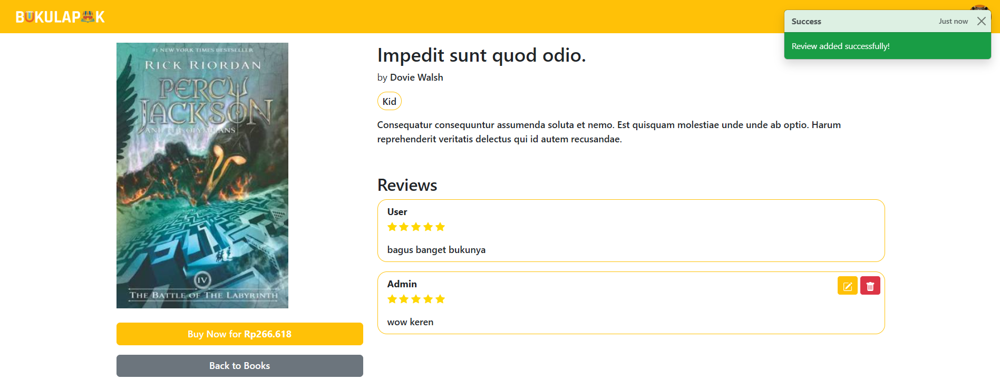 BUKULAPAK
Success
Just now
Review added successfully!
#1 NEW YORK TIMES BESTSELLER
RICK RIORDAN
PERCY
JACKSON
AND THE OLYMPIANS
IV
THE BATTLE OF THE LABYRINTH
Buy Now for Rp266.618
Back to Books
Impedit sunt quod odio.
by Dovie Walsh
Kid
Consequatur consequuntur assumenda soluta et nemo. Est quisquam molestiae unde unde ab optio. Harum
reprehenderit veritatis delectus qui id autem recusandae.
Reviews
User
bagus banget bukunya
Admin
wow keren